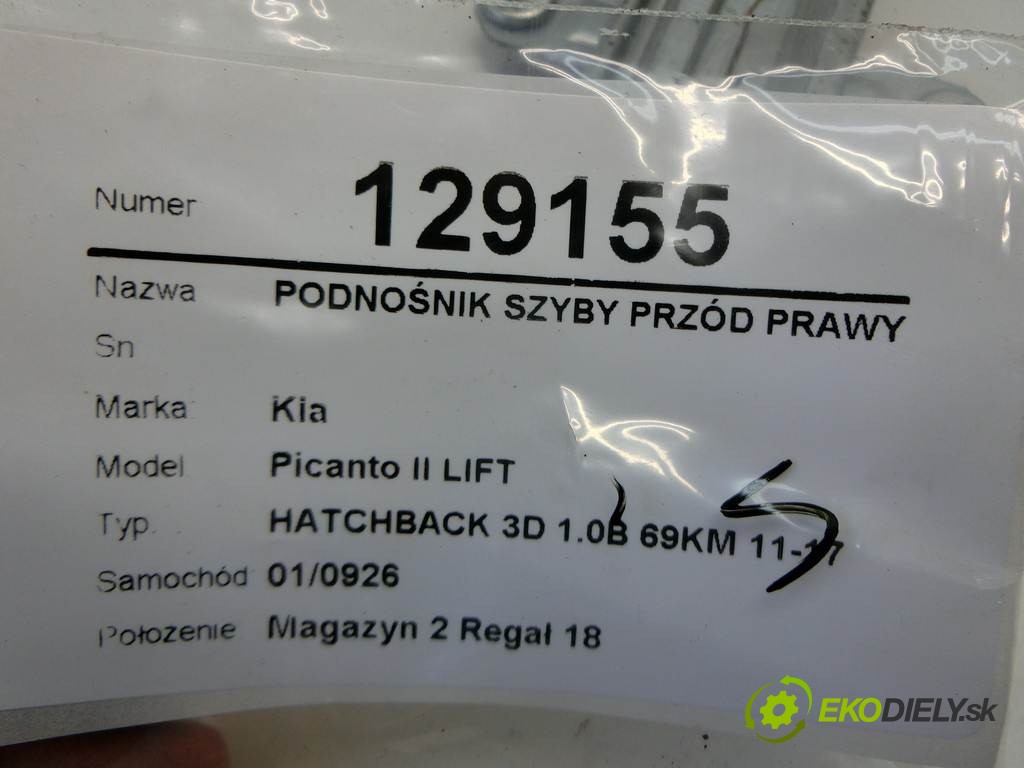 Numer 129155
Nazwa PODNOŚNIK SZYBY PRZÓD PRAWY
Sn
Marka Kia
Model Picanto II LIFT
Typ. HATCHBACK 3D 1.0B 69KM 11-17
Samochód 01/0926
Położenie Magazyn 2 Regał 18
EKODIELY.sk